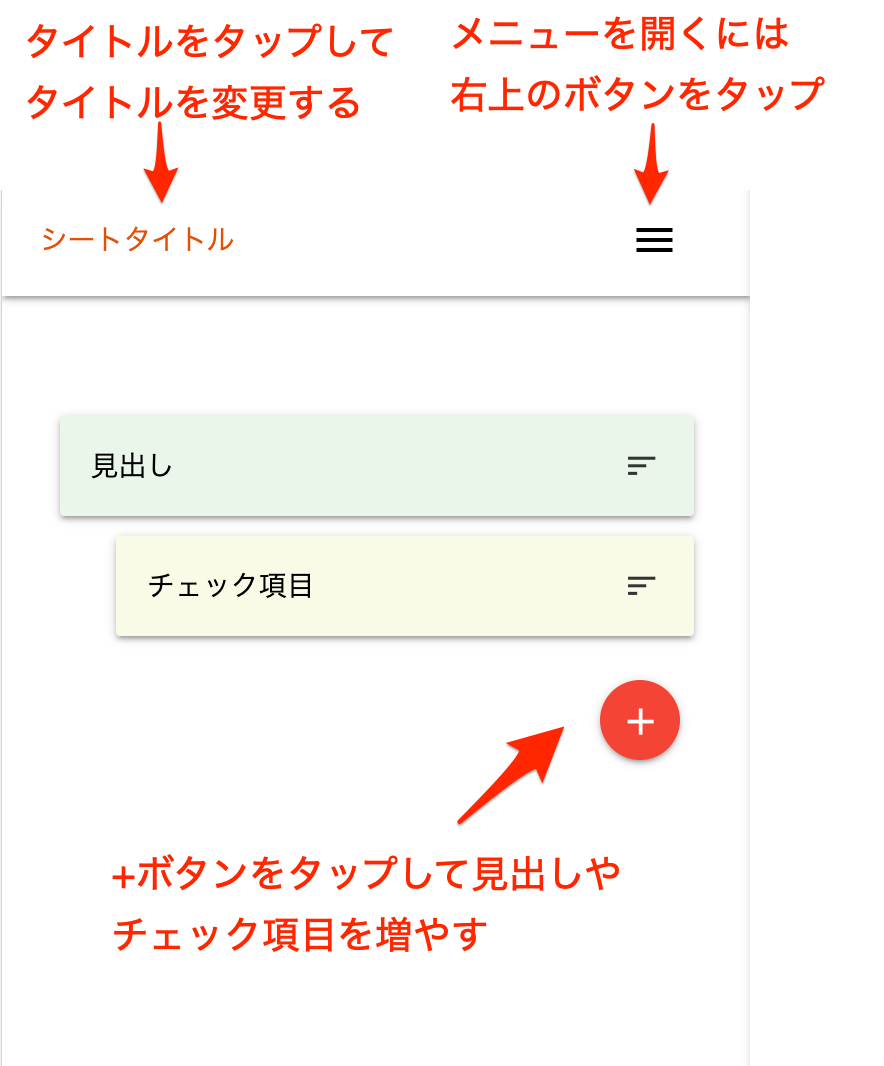 タイトルをタップして
タイトルを変更する
メニューを開くには
右上のボタンをタップ
シートタイトル
見出し
チェック項目
+ボタンをタップして見出しや
チェック項目を増やす